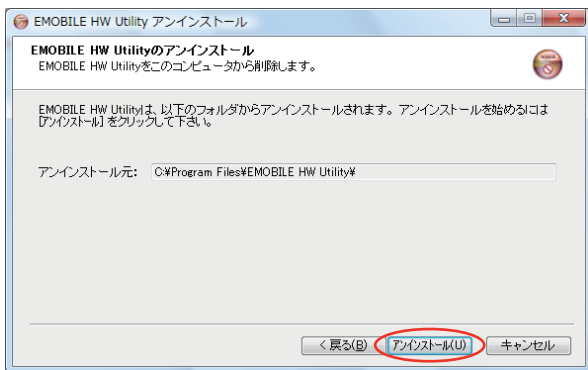 EMOBILE HW Utility アンインストール
EMOBILE HW Utilityのアンインストール
EMOBILE HW Utilityをこのコンピュータから削除します。
EMOBILE HW Utilityは、以下のフォルダからアンインストールされます。アンインストールを始めるには
[アンインストール] をクリックして下さい。
アンインストール元: C:¥Program Files¥EMOBILE HW Utility¥
< 戻る(B) アンインストール(U) キャンセル